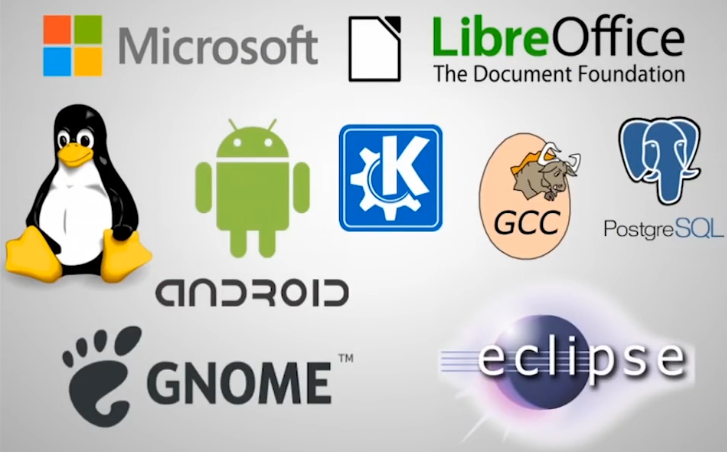 Microsoft
LibreOffice
The Document Foundation
K
GCC
PostgreSQL
ANDROID
GNOME™
eclipse